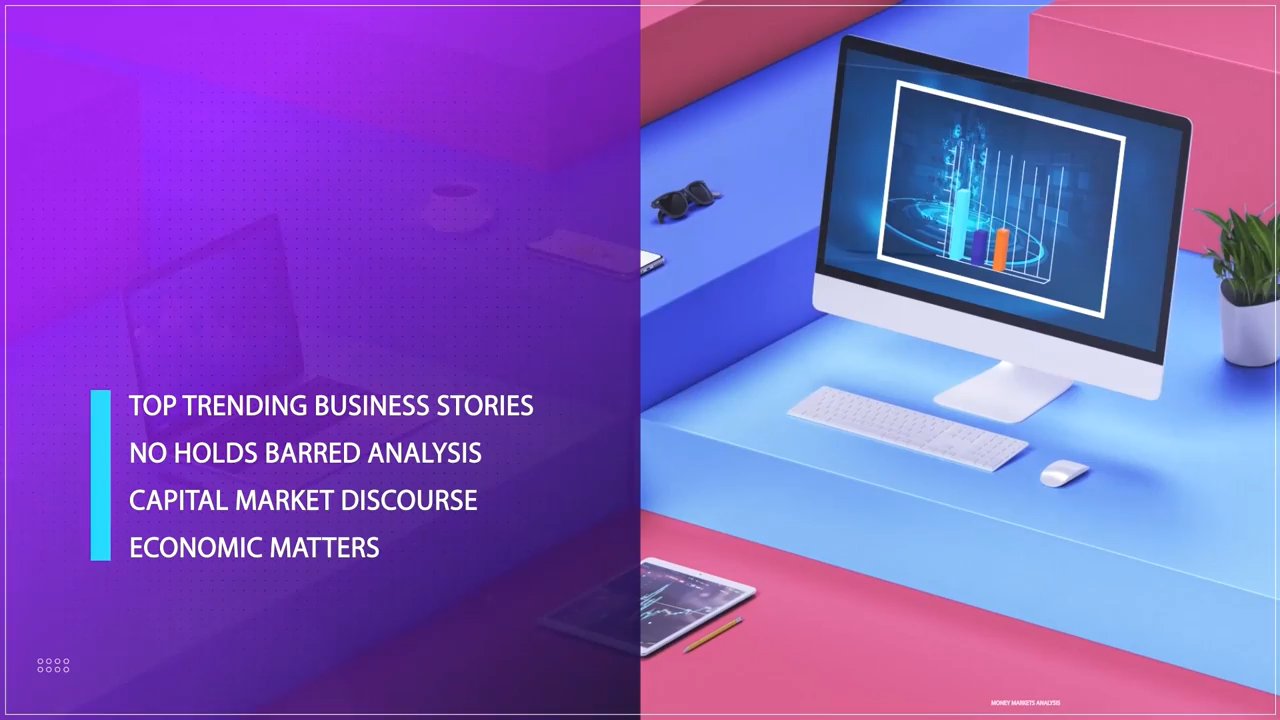 TOP TRENDING BUSINESS STORIES
NO HOLDS BARRED ANALYSIS
CAPITAL MARKET DISCOURSE
ECONOMIC MATTERS
MONEY MARKETS ANALYSIS